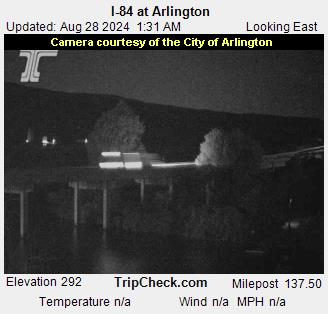 I-84 at Arlington
Updated: Aug 28 2024 1:31 AM Looking East
Camera courtesy of the City of Arlington
Elevation 292 TripCheck.com Milepost 137.50
Temperature n/a Wind n/a MPH n/a